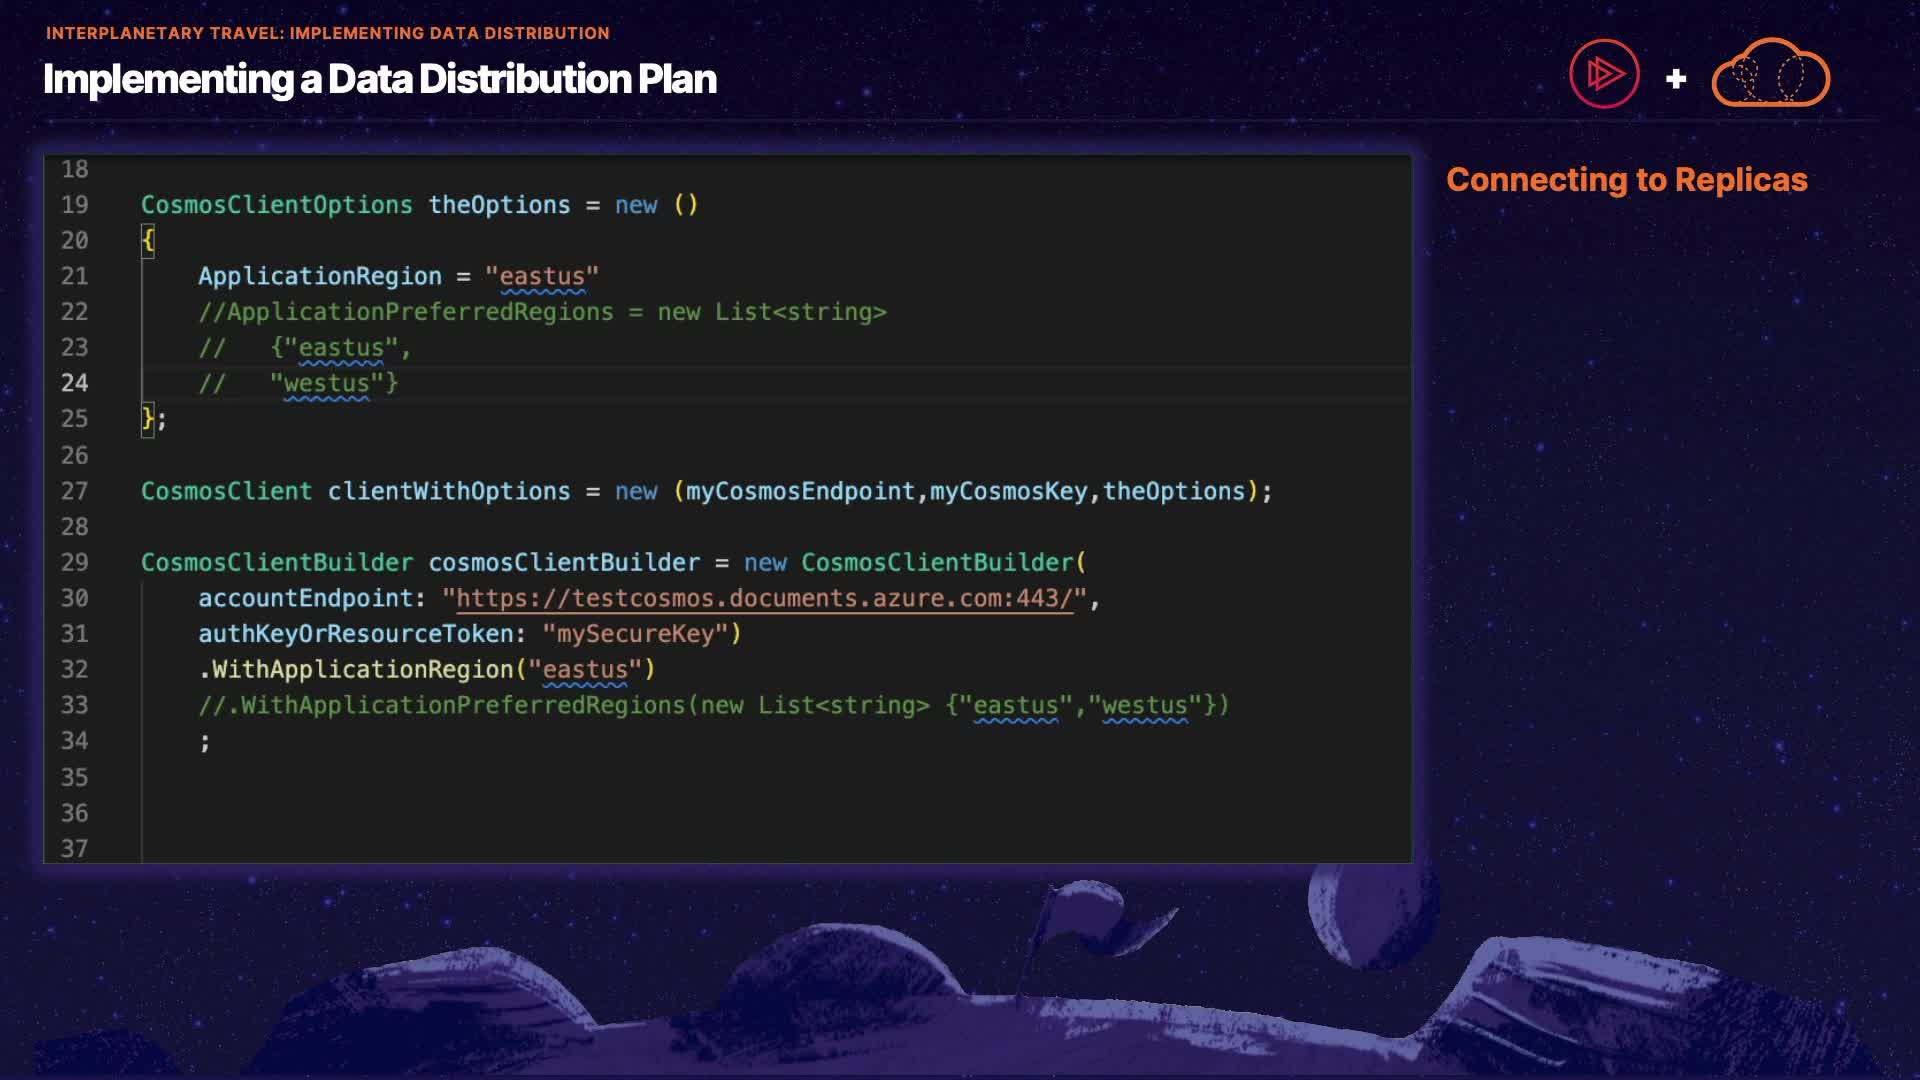 INTERPLANETARY TRAVEL: IMPLEMENTING DATA DISTRIBUTION
Implementing a Data Distribution Plan
+
Connecting to Replicas
18
19 CosmosClientOptions theOptions = new ()
20 {
21 ApplicationRegion = "eastus"
22 //ApplicationPreferredRegions = new List<string>
23 // {"eastus",
24 // "westus"}
25 };
26
27 CosmosClient clientWithOptions = new (myCosmosEndpoint,myCosmosKey,theOptions);
28
29 CosmosClientBuilder cosmosClientBuilder = new CosmosClientBuilder(
30 accountEndpoint: "https://testcosmos.documents.azure.com:443/",
31 authKeyOrResourceToken: "mySecureKey")
32 .WithApplicationRegion("eastus")
33 //.WithApplicationPreferredRegions(new List<string> {"eastus","westus"})
34 ;
35
36
37